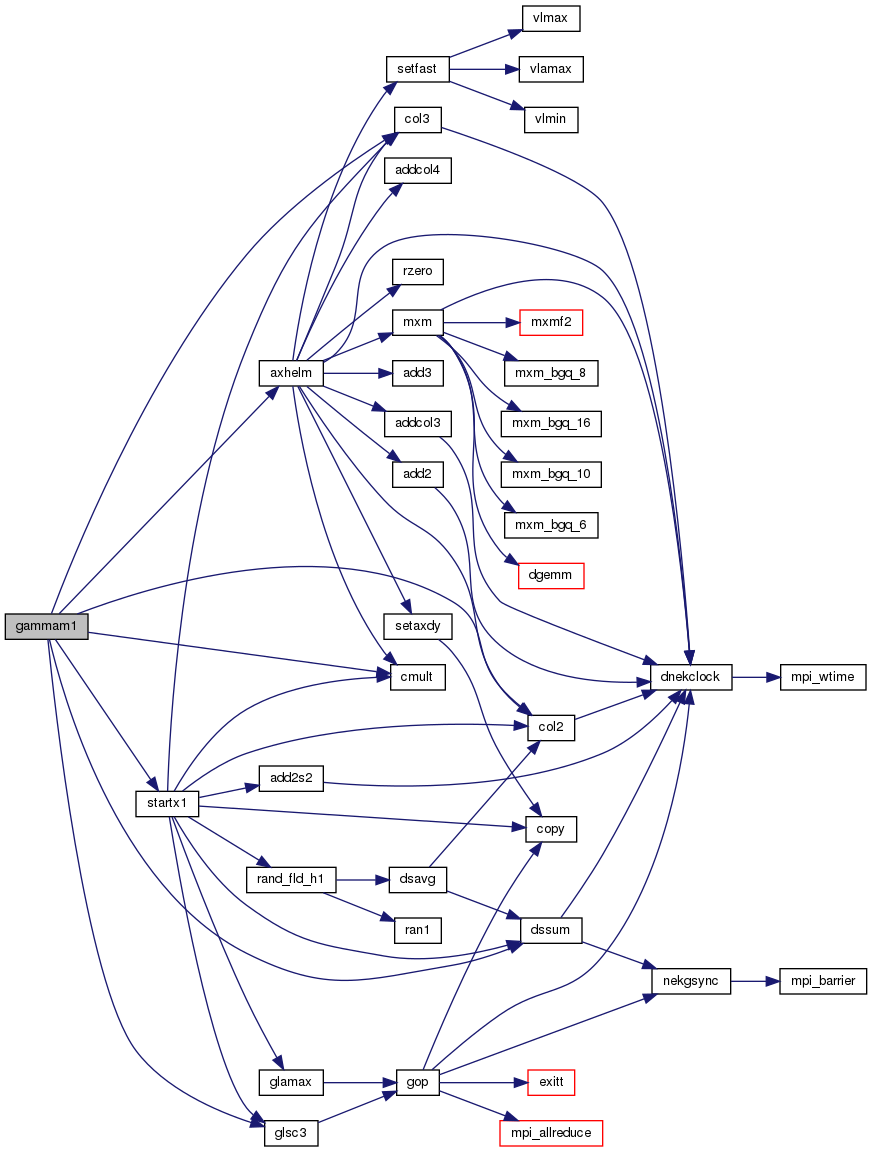 vlmax
setfast
vlamax
col3
vlmin
addcol4
rzero
mxm
mxmf2
axhelm
add3
mxm_bgq_8
addcol3
mxm_bgq_16
add2
mxm_bgq_10
mxm_bgq_6
dgemm
gammam1
setaxdy
cmult
dnekclock
mpi_wtime
col2
add2s2
startx1
copy
rand_fld_h1
dsavg
ran1
dssum
nekgsync
mpi_barrier
glamax
gop
exitt
glsc3
mpi_allreduce